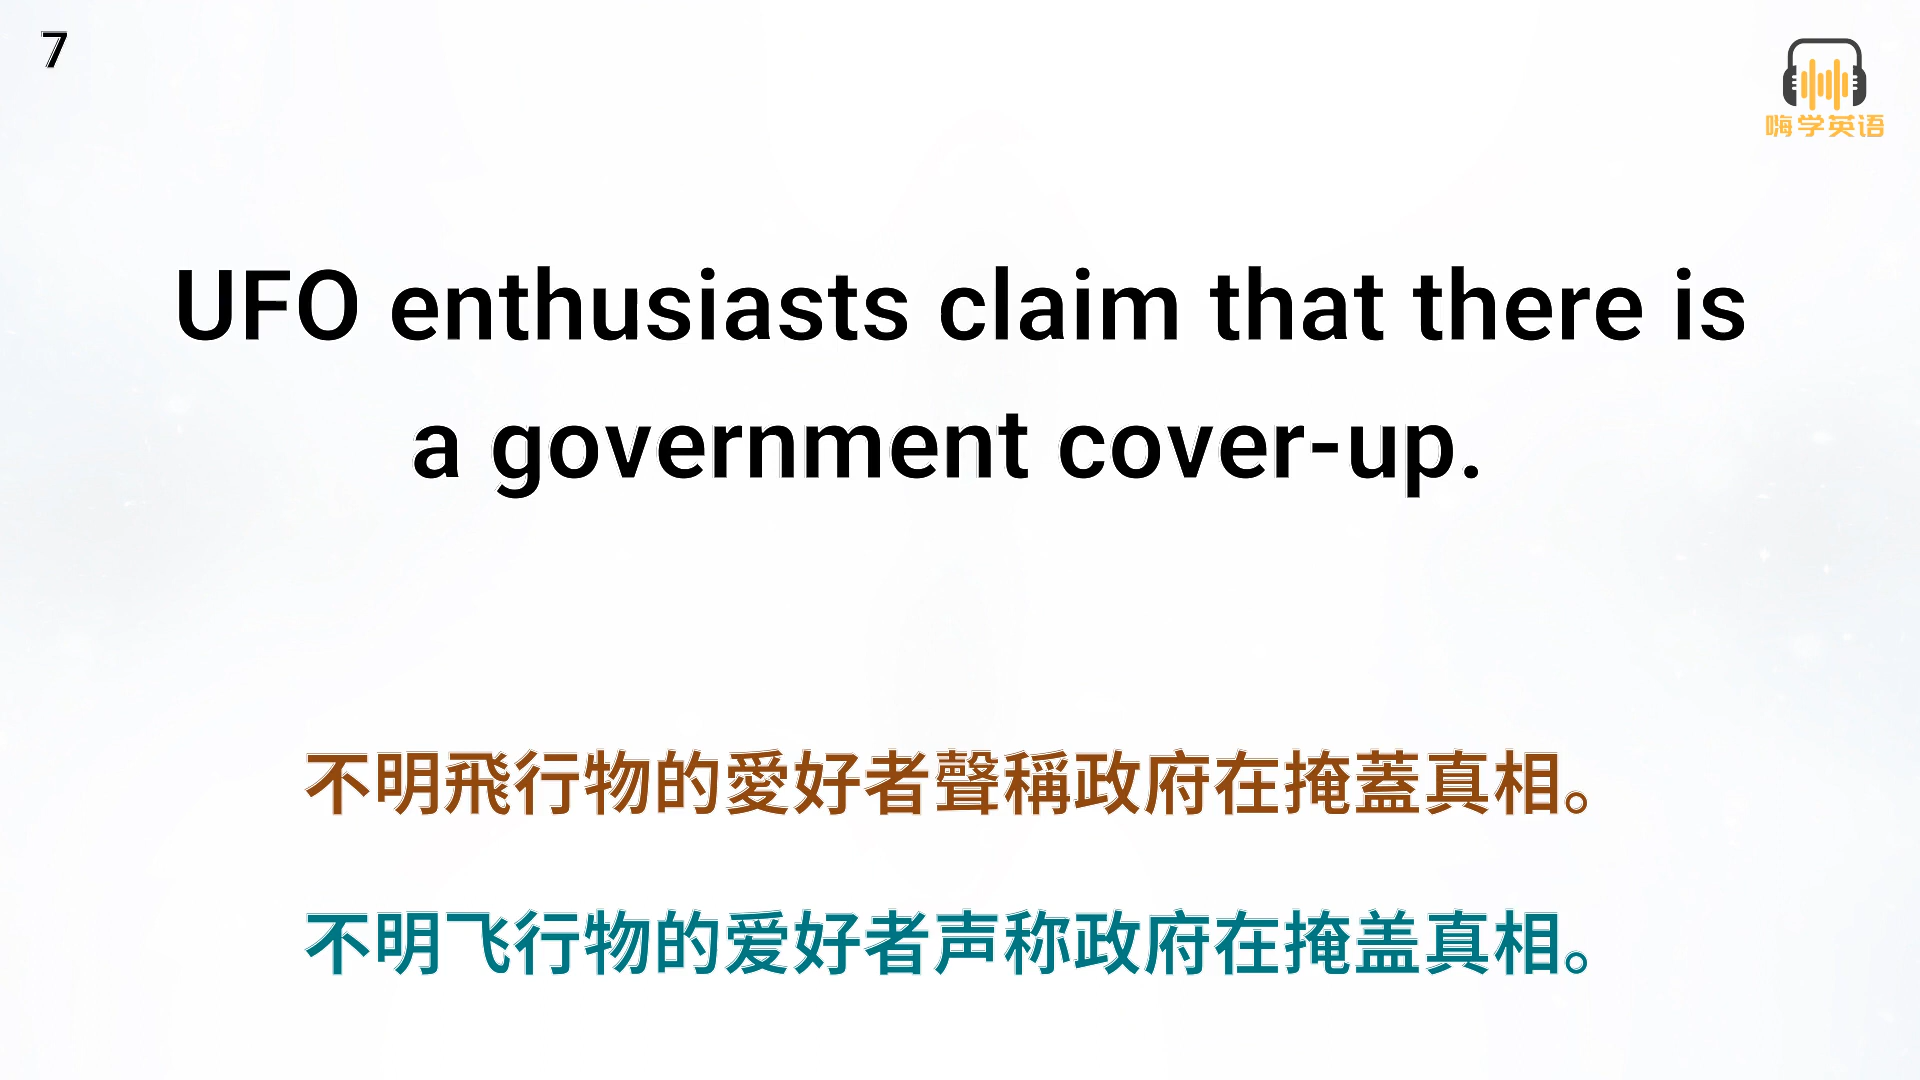 7
嗨学英语
UFO enthusiasts claim that there is
a government cover-up.
不明飛行物的愛好者聲稱政府在掩蓋真相。
不明飞行物的爱好者声称政府在掩盖真相。